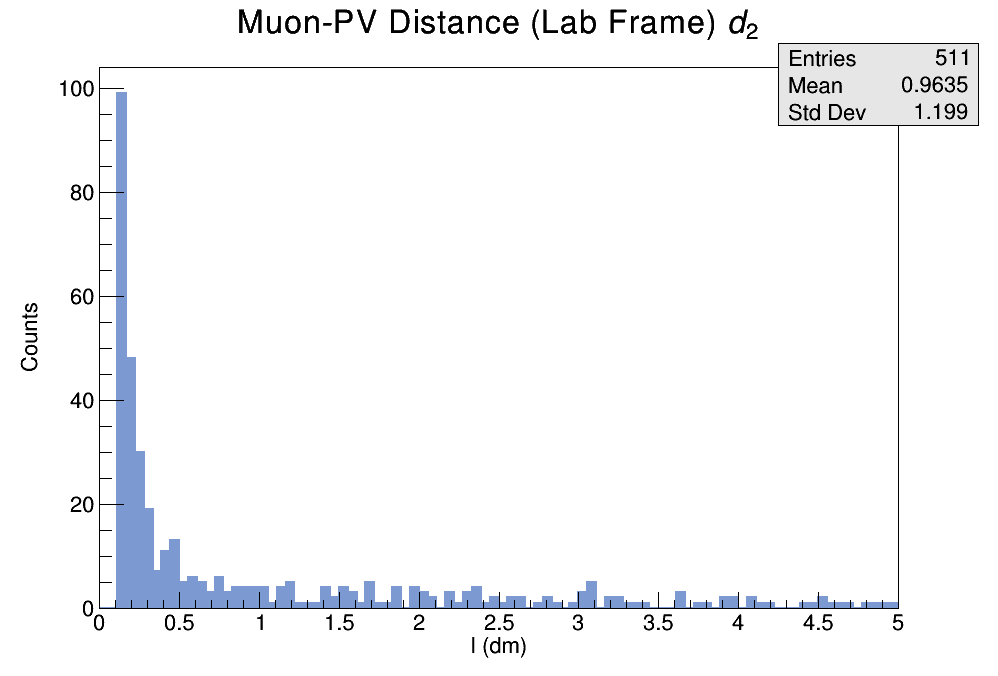 Muon-PV Distance (Lab Frame) d2
Entries 511
Mean 0.9635
Std Dev 1.199
100
80
60
40
20
0
Counts
0 0.5 1 1.5 2 2.5 3 3.5 4 4.5 5
l (dm)